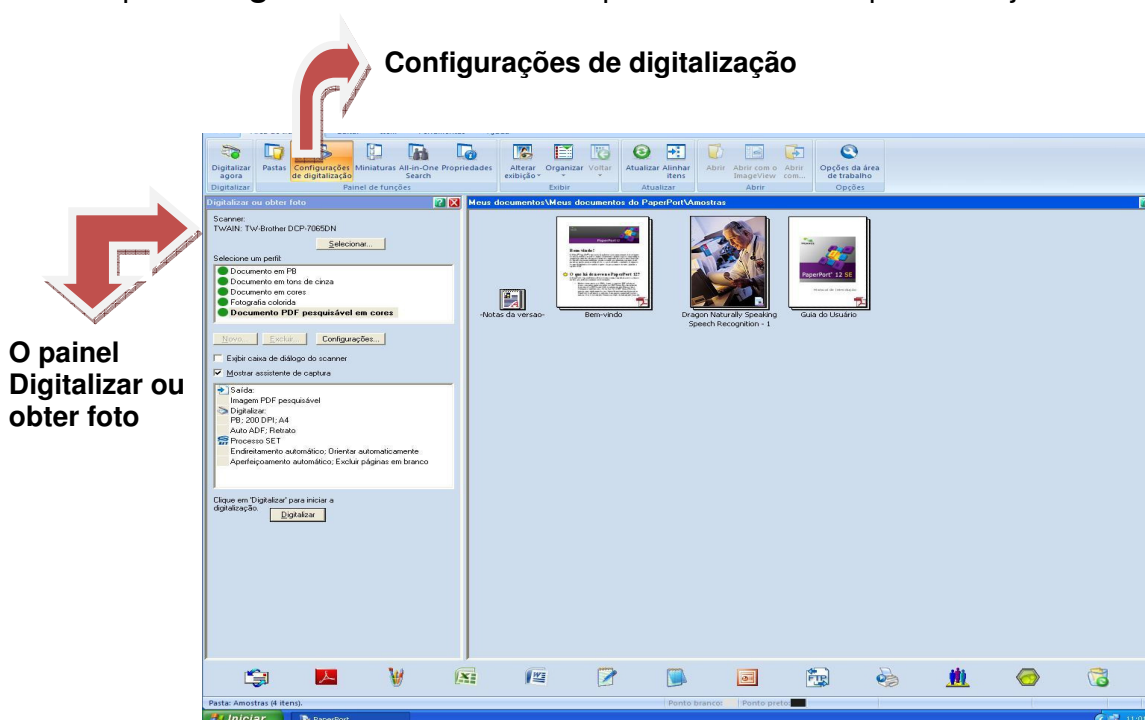 Configurações de digitalização
Digitalizar agora
Pastas
Configurações de digitalização
Miniaturas
All-in-One Search
Propriedades
Alterar exibição
Organizar
Voltar
Atualizar
Alinhar itens
Abrir
Abrir com o ImageView
Abrir com...
Opções da área de trabalho
Digitalizar
Painel de funções
Exibir
Atualizar
Abrir
Opções
Digitalizar ou obter foto
Meus documentos\Meus documentos do PaperPort\Amostras
Scanner:
TWAIN: TW-Brother DCP-7065DN
Selecionar...
Selecione um perfil:
Documento em PB
Documento em tons de cinza
Documento em cores
Fotografia colorida
Documento PDF pesquisável em cores
Novo...
Excluir...
Configurações...
Exibir caixa de diálogo do scanner
Mostrar assistente de captura
Saída:
Imagem PDF pesquisável
Digitalizar:
PB; 200 DPI; A4
Auto ADF; Retrato
Processo SET
Endireitamento automático; Orientar automaticamente
Aperfeiçoamento automático; Excluir páginas em branco
Clique em 'Digitalizar' para iniciar a
digitalização.
Digitalizar
-Notas da versao-
Bem-vindo
Dragon Naturally Speaking
Speech Recognition - 1
Guia do Usuário
PaperPort 12 SE
O painel
Digitalizar ou
obter foto
Pasta: Amostras (4 itens).
Ponto branco:
Ponto preto:
Iniciar
PaperPort